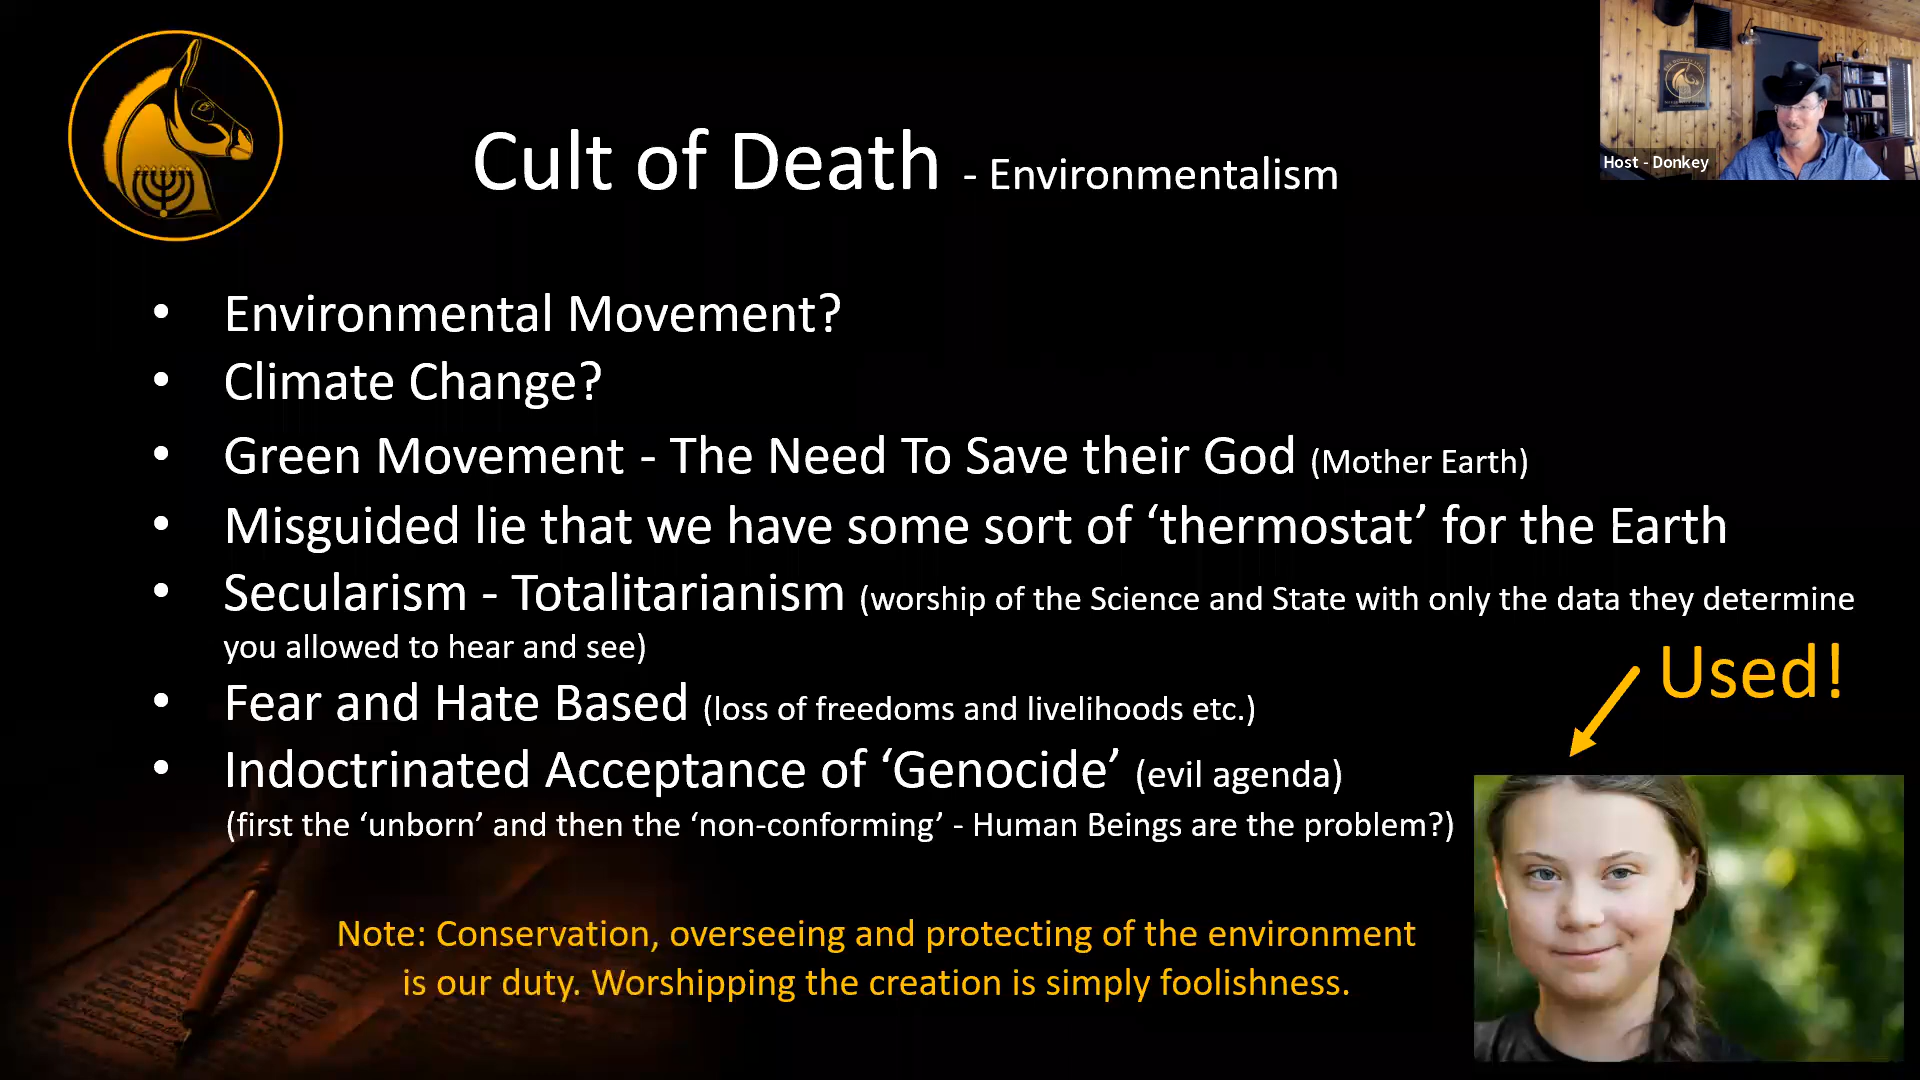 Cult of Death - Environmentalism
Host - Donkey
• Environmental Movement?
• Climate Change?
• Green Movement - The Need To Save their God (Mother Earth)
• Misguided lie that we have some sort of ‘thermostat’ for the Earth
• Secularism - Totalitarianism (worship of the Science and State with only the data they determine
you allowed to hear and see)
• Fear and Hate Based (loss of freedoms and livelihoods etc.)
• Indoctrinated Acceptance of ‘Genocide’ (evil agenda)
(first the ‘unborn’ and then the ‘non-conforming’ - Human Beings are the problem?)
Used!
Note: Conservation, overseeing and protecting of the environment
is our duty. Worshipping the creation is simply foolishness.